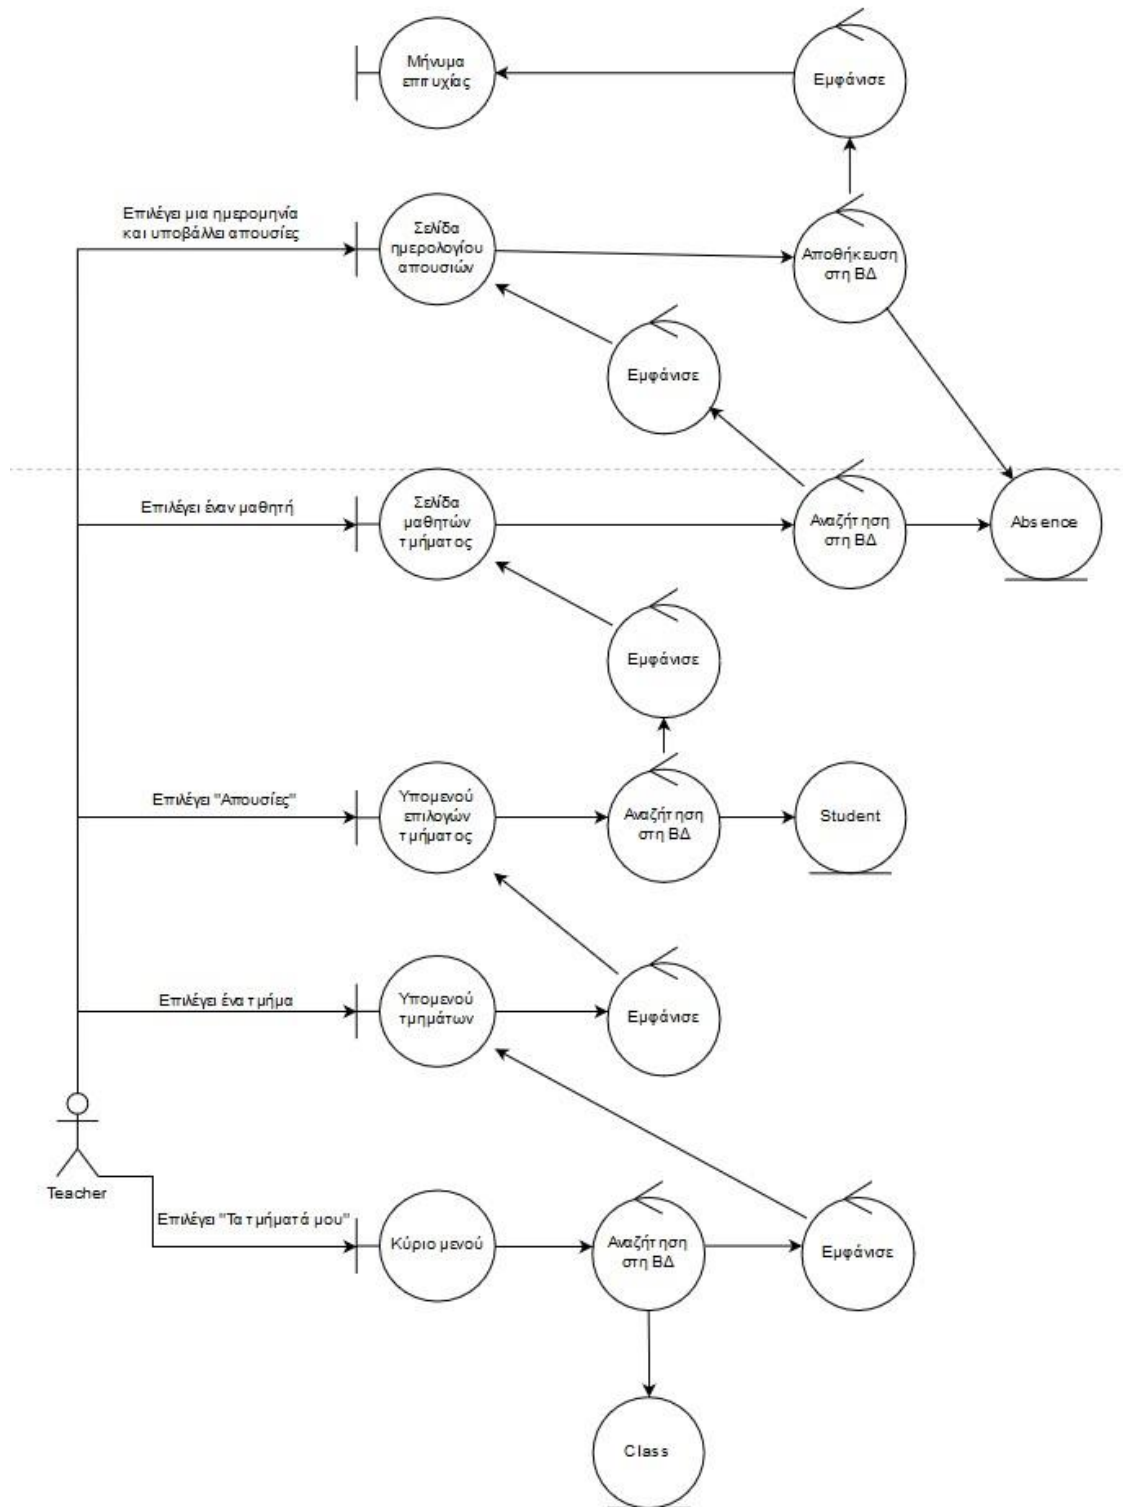 Μήνυμα
επιτυχίας
Εμφάνισε
Επιλέγει μια ημερομηνία
και υποβάλλει απουσίες
Σελίδα
ημερολογίου
απουσιών
Αποθήκευση
στη ΒΔ
Εμφάνισε
Επιλέγει έναν μαθητή
Σελίδα
μαθητών
τμήματος
Αναζήτηση
στη ΒΔ
Absence
Εμφάνισε
Επιλέγει "Απουσίες"
Υπομενού
επιλογών
τμήματος
Αναζήτηση
στη ΒΔ
Student
Επιλέγει ένα τμήμα
Υπομενού
τμημάτων
Εμφάνισε
Teacher
Επιλέγει "Τα τμήματά μου"
Κύριο μενού
Αναζήτηση
στη ΒΔ
Εμφάνισε
Class